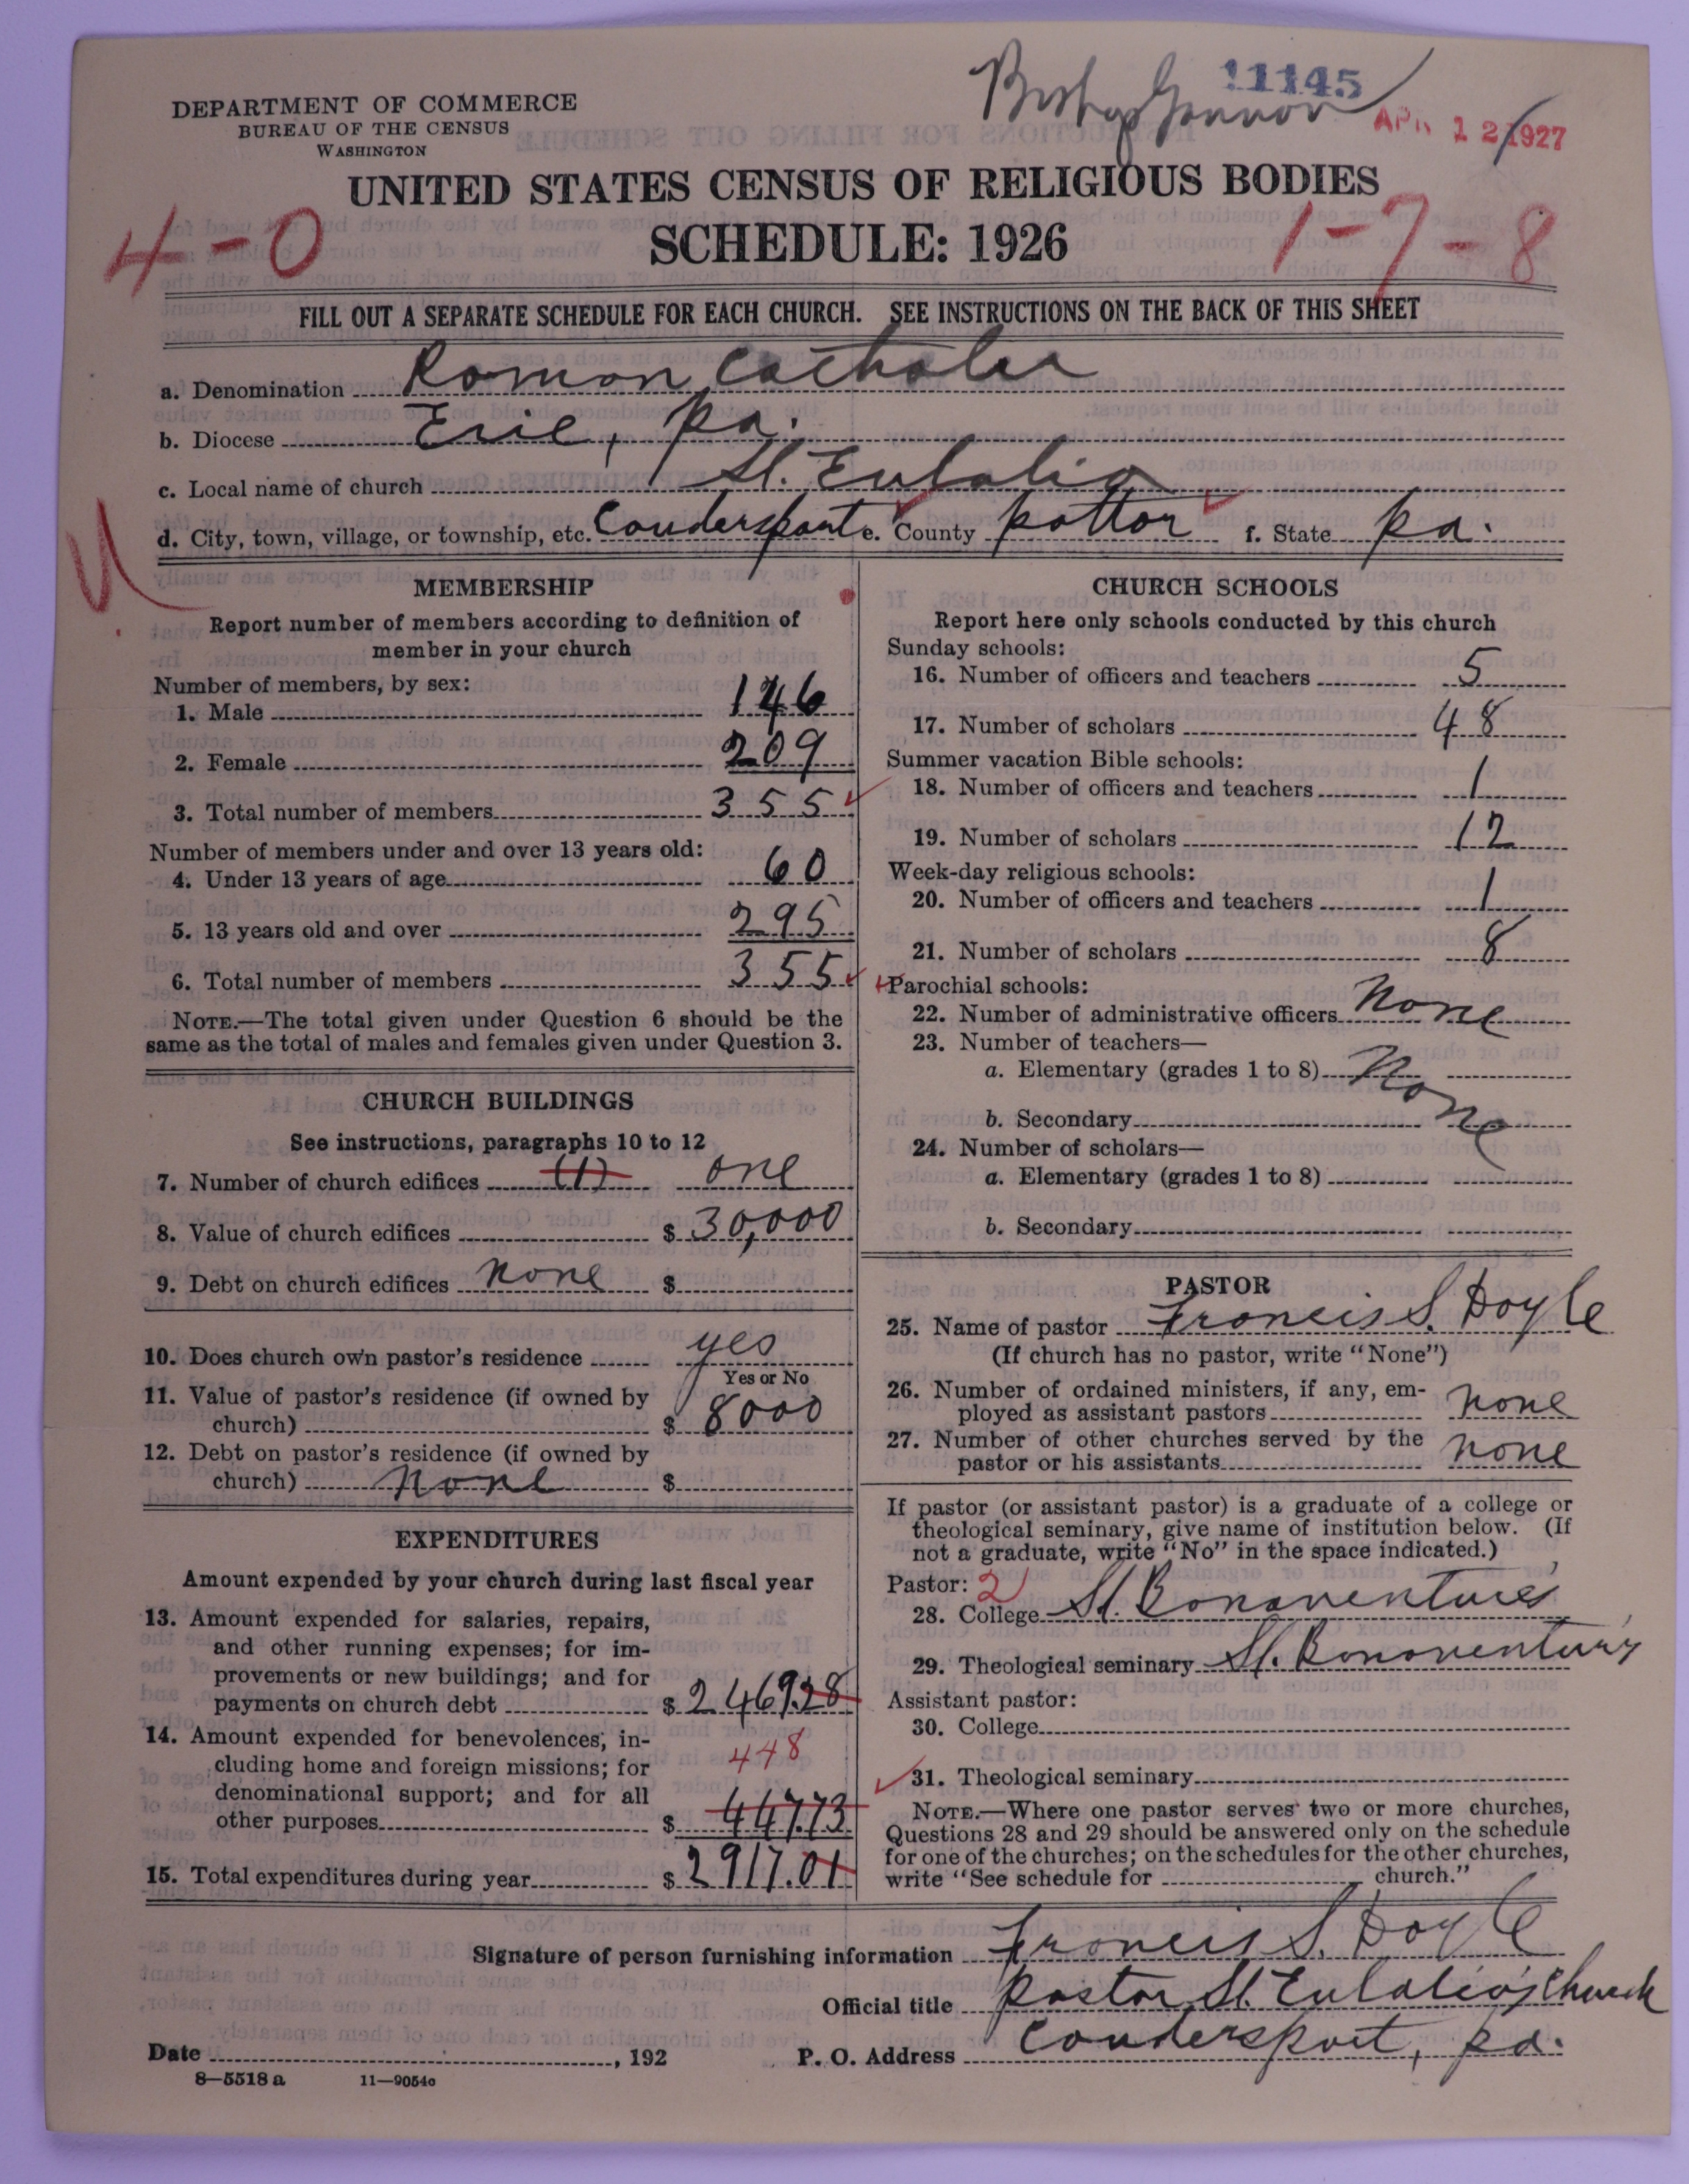 Bishop Gannon 11145
APR 12 1927
DEPARTMENT OF COMMERCE
BUREAU OF THE CENSUS
WASHINGTON
UNITED STATES CENSUS OF RELIGIOUS BODIES
4-0 SCHEDULE: 1926 1-7-8
FILL OUT A SEPARATE SCHEDULE FOR EACH CHURCH. SEE INSTRUCTIONS ON THE BACK OF THIS SHEET
a. Denomination Roman Catholic
b. Diocese Erie, Pa.
c. Local name of church St. Eulalia
d. City, town, village, or township, etc. Coudersport e. County Potter f. State Pa.
MEMBERSHIP
Report number of members according to definition of
member in your church
Number of members, by sex:
1. Male 146
2. Female 209
3. Total number of members 355
Number of members under and over 13 years old:
4. Under 13 years of age 60
5. 13 years old and over 295
6. Total number of members 355
NOTE.—The total given under Question 6 should be the
same as the total of males and females given under Question 3.
CHURCH BUILDINGS
See instructions, paragraphs 10 to 12
7. Number of church edifices (1) one
8. Value of church edifices $ 30,000
9. Debt on church edifices none $
10. Does church own pastor's residence yes
Yes or No
11. Value of pastor's residence (if owned by
church) $ 8000
12. Debt on pastor's residence (if owned by
church) none $
EXPENDITURES
Amount expended by your church during last fiscal year
13. Amount expended for salaries, repairs,
and other running expenses; for im-
provements or new buildings; and for
payments on church debt $ 2469.28
14. Amount expended for benevolences, in-
cluding home and foreign missions; for 448
denominational support; and for all
other purposes $ 447.73
15. Total expenditures during year $ 2917.01
CHURCH SCHOOLS
Report here only schools conducted by this church
Sunday schools:
16. Number of officers and teachers 5
17. Number of scholars 48
Summer vacation Bible schools:
18. Number of officers and teachers 1
19. Number of scholars 12
Week-day religious schools:
20. Number of officers and teachers 1
21. Number of scholars 8
Parochial schools:
22. Number of administrative officers None
23. Number of teachers—
a. Elementary (grades 1 to 8) None
b. Secondary
24. Number of scholars—
a. Elementary (grades 1 to 8)
b. Secondary
PASTOR
25. Name of pastor Francis S. Doyle
(If church has no pastor, write "None")
26. Number of ordained ministers, if any, em-
ployed as assistant pastors none
27. Number of other churches served by the
pastor or his assistants none
If pastor (or assistant pastor) is a graduate of a college or
theological seminary, give name of institution below. (If
not a graduate, write "No" in the space indicated.)
Pastor: 2
28. College St. Bonaventure's
29. Theological seminary St. Bonaventure's
Assistant pastor:
30. College
31. Theological seminary
NOTE.—Where one pastor serves two or more churches,
Questions 28 and 29 should be answered only on the schedule
for one of the churches; on the schedules for the other churches,
write "See schedule for church."
Signature of person furnishing information Francis S. Doyle
Official title Pastor St. Eulalia's Church
Date , 192 P. O. Address Coudersport, Pa.
8—5518 a 11—9054c